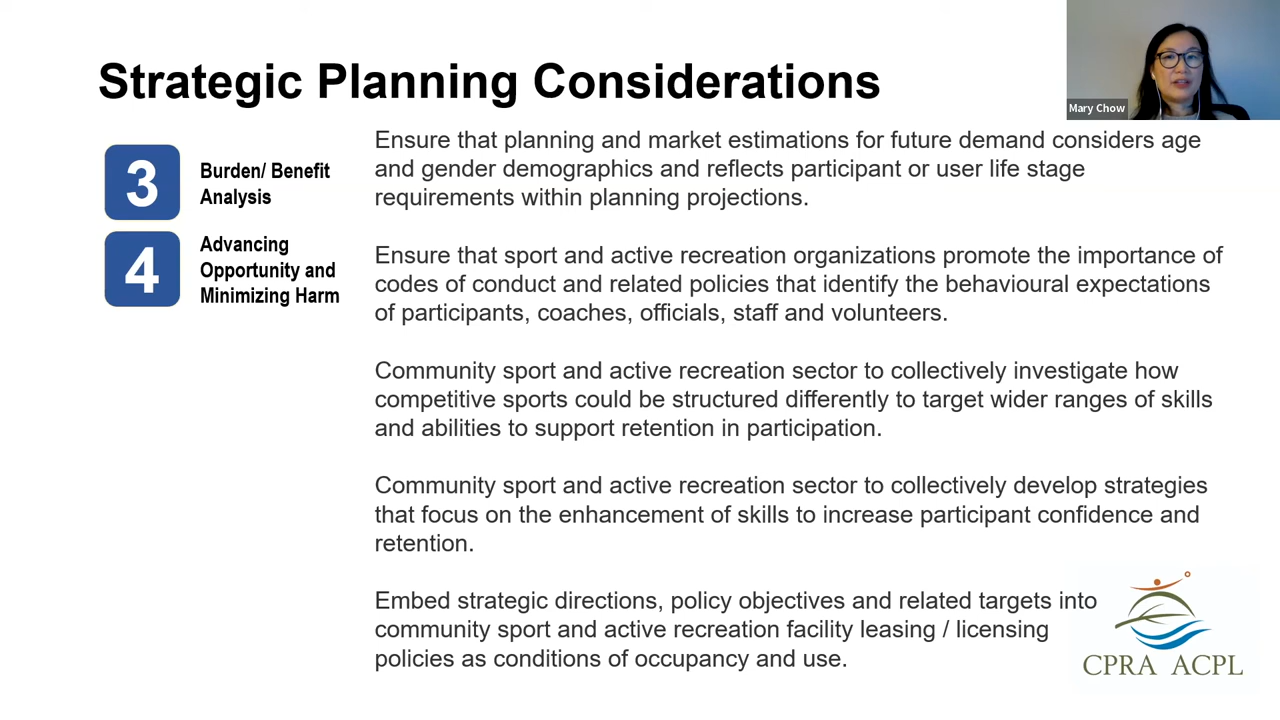 Strategic Planning Considerations
Mary Chow
3
Burden/ Benefit
Analysis
4
Advancing
Opportunity and
Minimizing Harm
Ensure that planning and market estimations for future demand considers age
and gender demographics and reflects participant or user life stage
requirements within planning projections.
Ensure that sport and active recreation organizations promote the importance of
codes of conduct and related policies that identify the behavioural expectations
of participants, coaches, officials, staff and volunteers.
Community sport and active recreation sector to collectively investigate how
competitive sports could be structured differently to target wider ranges of skills
and abilities to support retention in participation.
Community sport and active recreation sector to collectively develop strategies
that focus on the enhancement of skills to increase participant confidence and
retention.
Embed strategic directions, policy objectives and related targets into
community sport and active recreation facility leasing / licensing
policies as conditions of occupancy and use.
CPRA ACPL